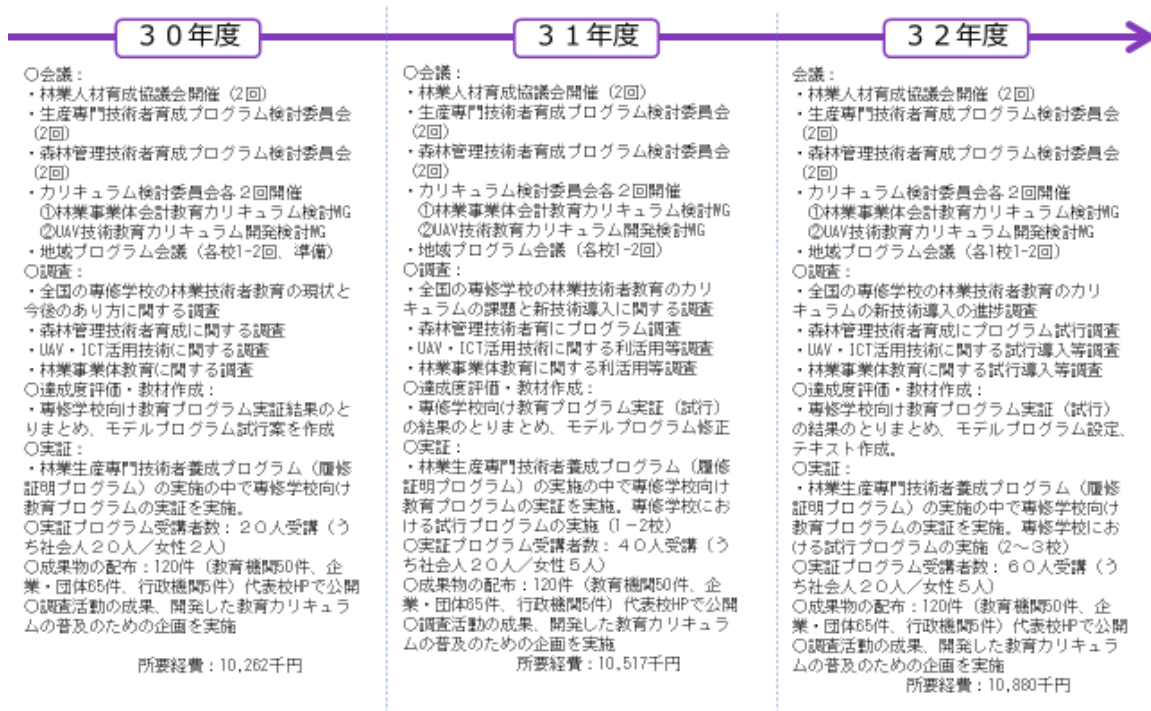 ３０年度
○会議：
・林業人材育成協議会開催（2回）
・生産専門技術者育成プログラム検討委員会
（2回）
・森林管理技術者育成プログラム検討委員会
（2回）
・カリキュラム検討委員会各２回開催
①林業事業体会計教育カリキュラム検討WG
②UAV技術教育カリキュラム開発検討WG
・地域プログラム会議（各校1-2回、準備）
○調査：
・全国の専修学校の林業技術者教育の現状と
今後のあり方に関する調査
・森林管理技術者育成に関する調査
・UAV・ICT活用技術に関する調査
・林業事業体教育に関する調査
○達成度評価・教材作成：
・専修学校向け教育プログラム実証結果のと
りまとめ、モデルプログラム試行案を作成
○実証：
・林業生産専門技術者養成プログラム（履修
証明プログラム）の実施の中で専修学校向け
教育プログラムの実証を実施。
○実証プログラム受講者数：２０人受講（う
ち社会人２０人／女性２人）
○成果物の配布：120件（教育機関50件、企
業・団体65件、行政機関5件）代表校HPで公開
○調査活動の成果、開発した教育カリキュラ
ムの普及のための企画を実施
所要経費：10,262千円
３１年度
○会議：
・林業人材育成協議会開催（2回）
・生産専門技術者育成プログラム検討委員会
（2回）
・森林管理技術者育成プログラム検討委員会
（2回）
・カリキュラム検討委員会各２回開催
①林業事業体会計教育カリキュラム検討WG
②UAV技術教育カリキュラム開発検討WG
・地域プログラム会議（各校1-2回）
○調査：
・全国の専修学校の林業技術者教育のカリ
キュラムの課題と新技術導入に関する調査
・森林管理技術者育にプログラム調査
・UAV・ICT活用技術に関する利活用等調査
・林業事業体教育に関する利活用等調査
○達成度評価・教材作成：
・専修学校向け教育プログラム実証（試行）
の結果のとりまとめ、モデルプログラム修正
○実証：
・林業生産専門技術者養成プログラム（履修
証明プログラム）の実施の中で専修学校向け
教育プログラムの実証を実施。専修学校にお
ける試行プログラムの実施（1－2校）
○実証プログラム受講者数：４０人受講（う
ち社会人２０人／女性５人）
○成果物の配布：120件（教育機関50件、企
業・団体65件、行政機関5件）代表校HPで公開
○調査活動の成果、開発した教育カリキュラ
ムの普及のための企画を実施
所要経費：10,517千円
３２年度
会議：
・林業人材育成協議会開催（2回）
・生産専門技術者育成プログラム検討委員会
（2回）
・森林管理技術者育成プログラム検討委員会
（2回）
・カリキュラム検討委員会各２回開催
①林業事業体会計教育カリキュラム検討WG
②UAV技術教育カリキュラム開発検討WG
・地域プログラム会議（各1校1-2回）
○調査：
・全国の専修学校の林業技術者教育のカリ
キュラムの新技術導入の進捗調査
・森林管理技術者育成にプログラム試行調査
・UAV・ICT活用技術に関する試行導入等調査
・林業事業体教育に関する試行導入等調査
○達成度評価・教材作成：
・専修学校向け教育プログラム実証（試行）
の結果のとりまとめ、モデルプログラム設定、
テキスト作成。
○実証：
・林業生産専門技術者養成プログラム（履修
証明プログラム）の実施の中で専修学校向け
教育プログラムの実証を実施。専修学校にお
ける試行プログラムの実施（2～３校）
○実証プログラム受講者数：６０人受講（う
ち社会人２０人／女性５人）
○成果物の配布：120件（教育機関50件、企
業・団体65件、行政機関5件）代表校HPで公開
○調査活動の成果、開発した教育カリキュラ
ムの普及のための企画を実施
所要経費：10,880千円